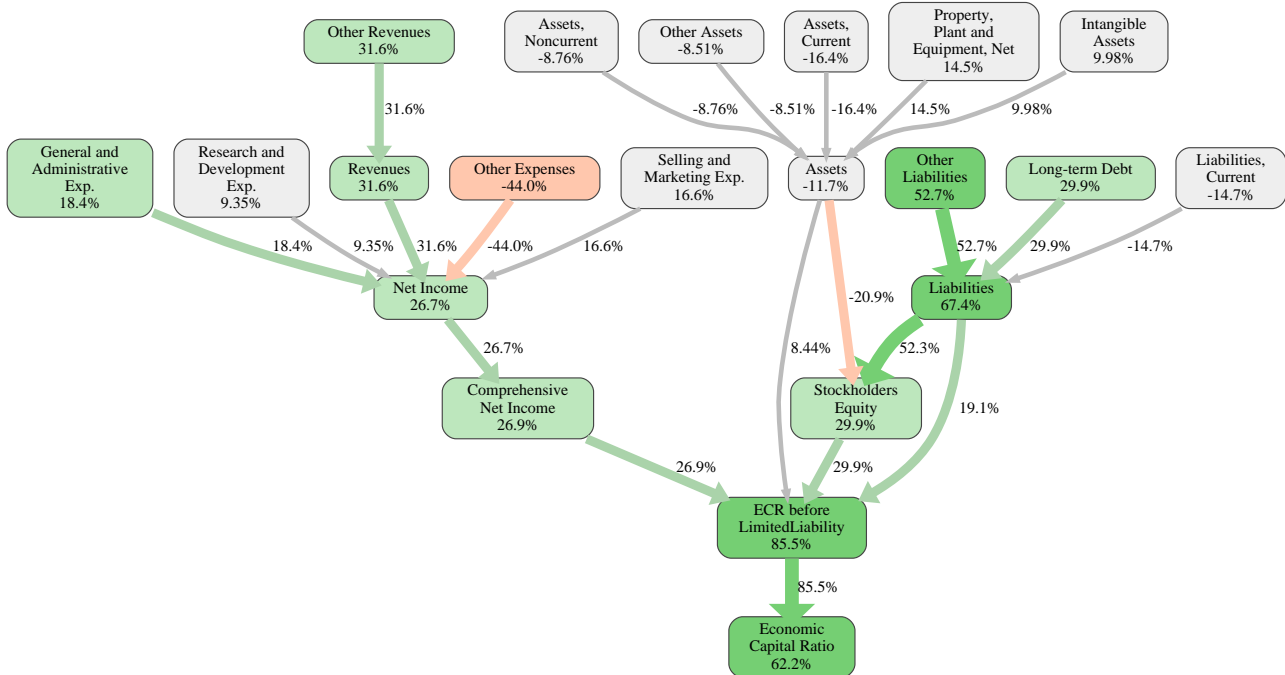 Other Revenues
31.6%
Assets,
Noncurrent
-8.76%
Other Assets
-8.51%
Assets,
Current
-16.4%
Property,
Plant and
Equipment, Net
14.5%
Intangible
Assets
9.98%
31.6%
-8.76%
-8.51%
-16.4%
14.5%
9.98%
General and
Administrative
Exp.
18.4%
Research and
Development
Exp.
9.35%
Revenues
31.6%
Other Expenses
-44.0%
Selling and
Marketing Exp.
16.6%
Assets
-11.7%
Other
Liabilities
52.7%
Long-term Debt
29.9%
Liabilities,
Current
-14.7%
18.4%
9.35%
31.6%
-44.0%
16.6%
52.7%
29.9%
-14.7%
Net Income
26.7%
-20.9%
Liabilities
67.4%
26.7%
8.44%
52.3%
19.1%
Comprehensive
Net Income
26.9%
Stockholders
Equity
29.9%
26.9%
29.9%
ECR before
LimitedLiability
85.5%
85.5%
Economic
Capital Ratio
62.2%